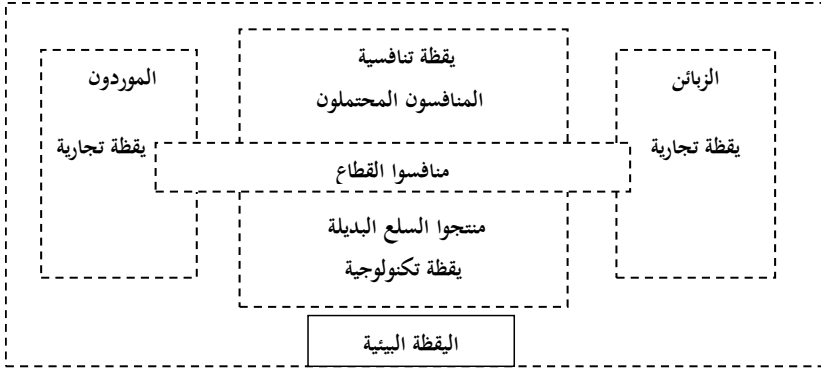 الزبائن
يقظة تجارية
يقظة تنافسية
المنافسون المحتملون
منافسوا القطاع
منتجوا السلع البديلة
يقظة تكنولوجية
الموردون
يقظة تجارية
اليقظة البيئية